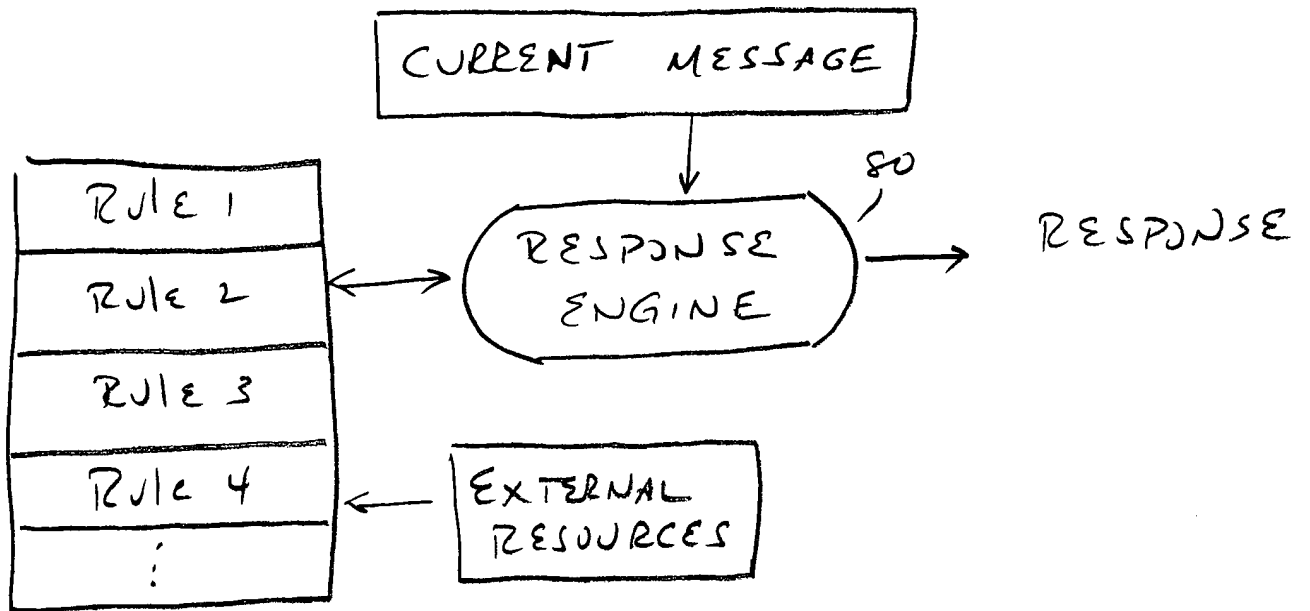 CURRENT MESSAGE
80
RULE 1
RULE 2
RULE 3
RULE 4
⋮
RESPONSE
ENGINE
RESPONSE
EXTERNAL
RESOURCES